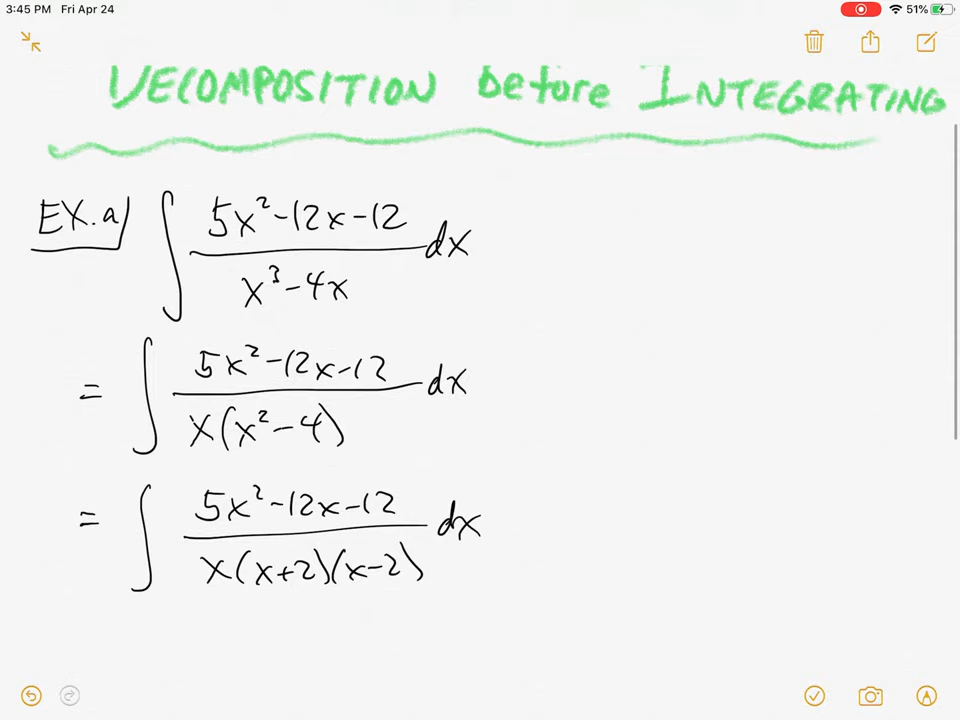 3:45 PM Fri Apr 24 51%
DECOMPOSITION before INTEGRATING
EX.a) ∫ (5x² -12x -12)/(x³ - 4x) dx
= ∫ (5x² -12x -12)/(x(x² - 4)) dx
= ∫ (5x² -12x -12)/(x(x+2)(x-2)) dx